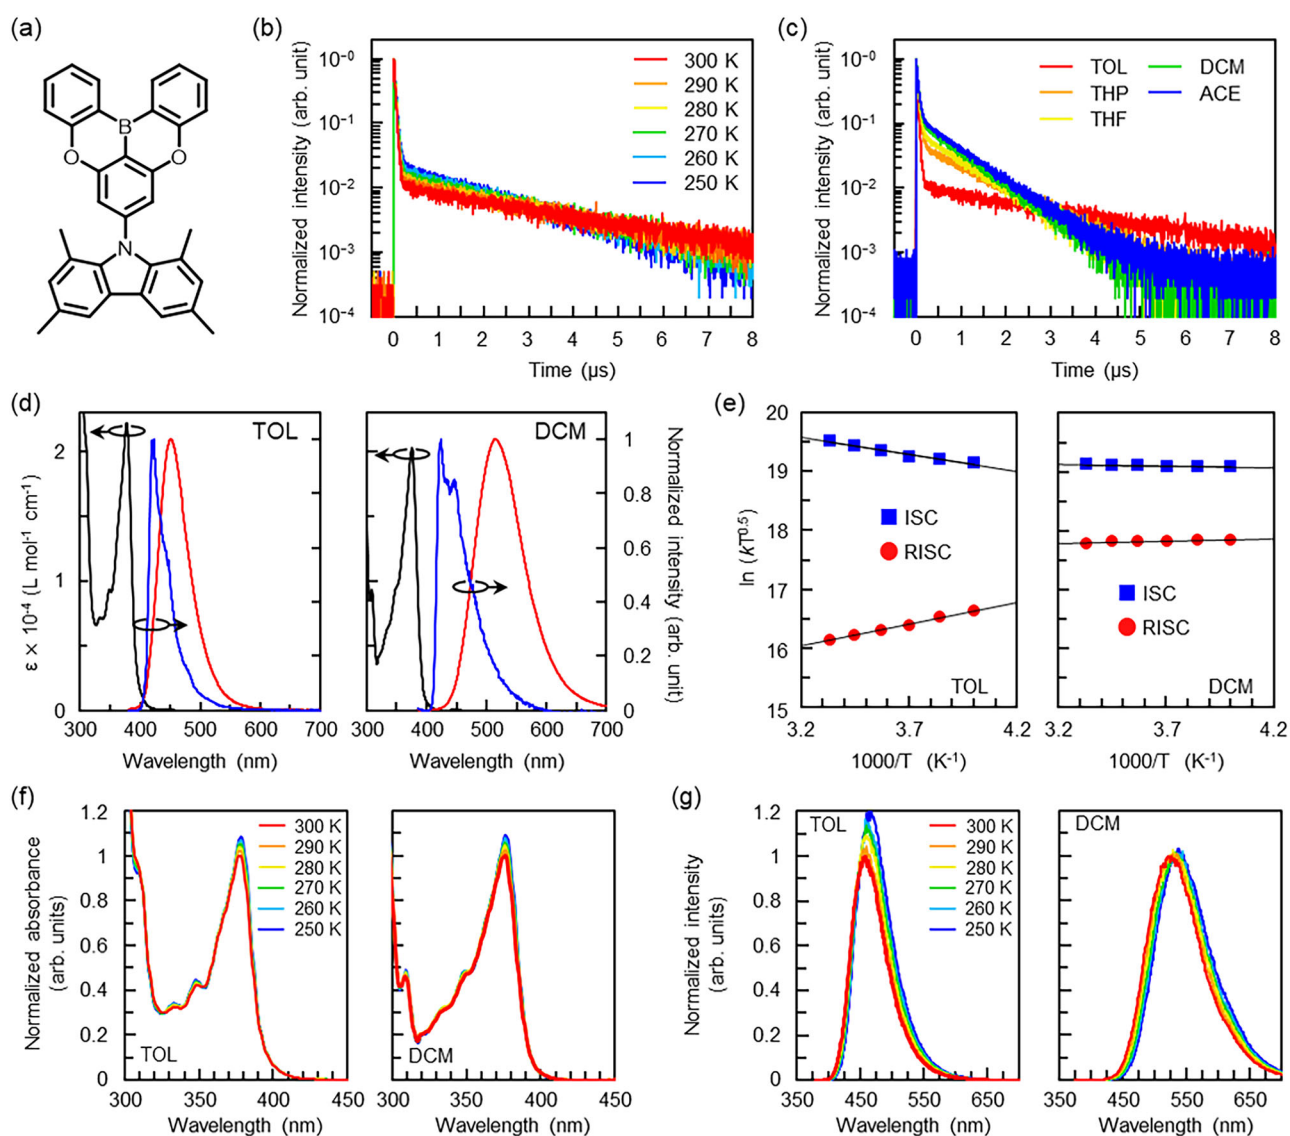 (a)
B
O
O
N
(b)
Normalized intensity (arb. unit)
10⁻⁰
10⁻¹
10⁻²
10⁻³
10⁻⁴
300 K
290 K
280 K
270 K
260 K
250 K
0 1 2 3 4 5 6 7 8
Time (μs)
(c)
Normalized intensity (arb. unit)
10⁻⁰
10⁻¹
10⁻²
10⁻³
10⁻⁴
TOL DCM
THP ACE
THF
0 1 2 3 4 5 6 7 8
Time (μs)
(d)
ε × 10⁻⁴ (L mol⁻¹ cm⁻¹)
2
1
0
TOL
300 400 500 600 700
Wavelength (nm)
DCM
1
0.8
0.6
0.4
0.2
0
Normalized intensity (arb. unit)
300 400 500 600 700
Wavelength (nm)
(e)
ln (kT⁰·⁵)
20
19
18
17
16
15
ISC
RISC
TOL
3.2 3.7 4.2
1000/T (K⁻¹)
ISC
RISC
DCM
3.2 3.7 4.2
1000/T (K⁻¹)
(f)
Normalized absorbance
(arb. units)
1.2
1
0.8
0.6
0.4
0.2
0
300 K
290 K
280 K
270 K
260 K
250 K
TOL
300 350 400 450
Wavelength (nm)
DCM
300 350 400 450
Wavelength (nm)
(g)
Normalized intensity
(arb. units)
1.2
1
0.8
0.6
0.4
0.2
0
TOL
300 K
290 K
280 K
270 K
260 K
250 K
350 450 550 650
Wavelength (nm)
DCM
350 450 550 650
Wavelength (nm)